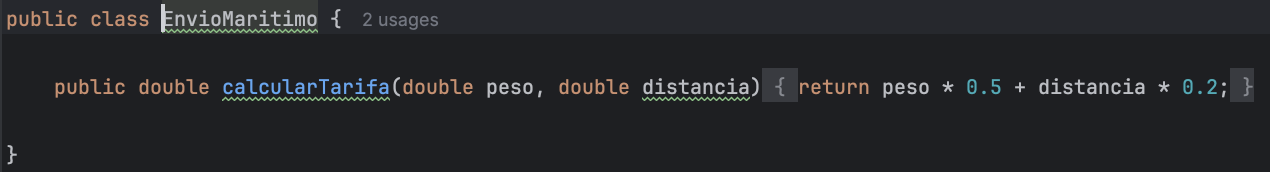 public class EnvioMaritimo { 2 usages
public double calcularTarifa(double peso, double distancia) { return peso * 0.5 + distancia * 0.2; }
}